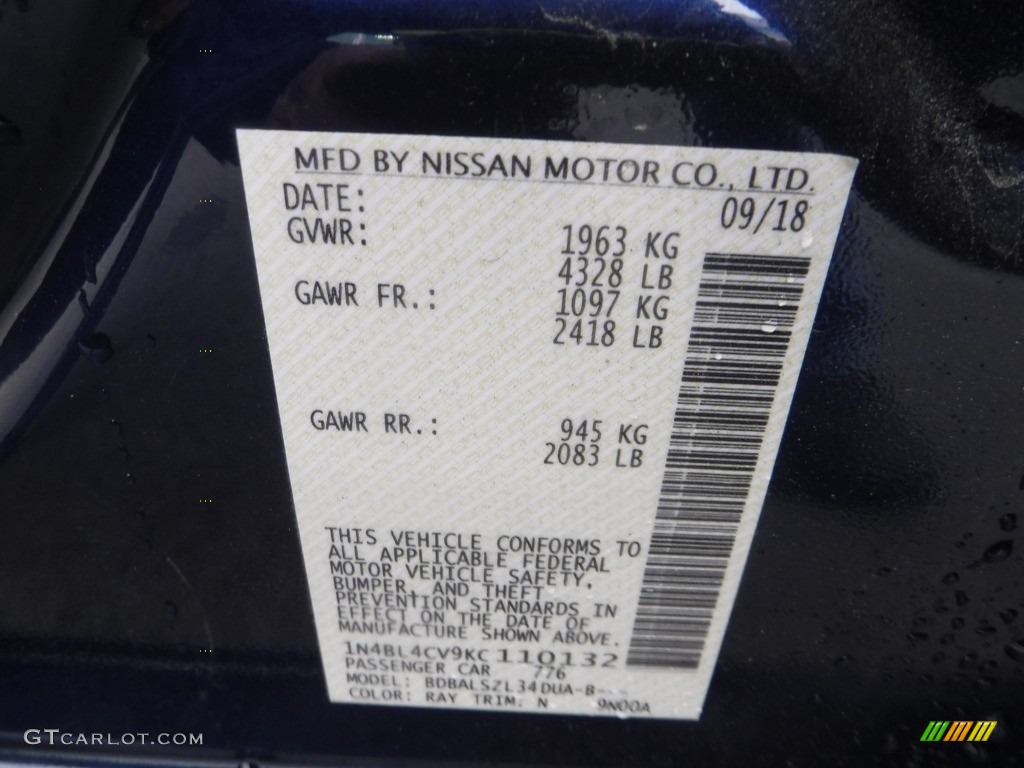 MFD BY NISSAN MOTOR CO., LTD.
DATE: 09/18
GVWR: 1963 KG
4328 LB
GAWR FR.: 1097 KG
2418 LB
GAWR RR.: 945 KG
2083 LB
THIS VEHICLE CONFORMS TO
ALL APPLICABLE FEDERAL
MOTOR VEHICLE SAFETY,
BUMPER, AND THEFT
PREVENTION STANDARDS IN
EFFECT ON THE DATE OF
MANUFACTURE SHOWN ABOVE.
1N4BL4CV9KC 110132
PASSENGER CAR 776
MODEL: BDBALSZL34DUA-B---
COLOR: RAY TRIM: N 9N00A
GTCARLOT.COM